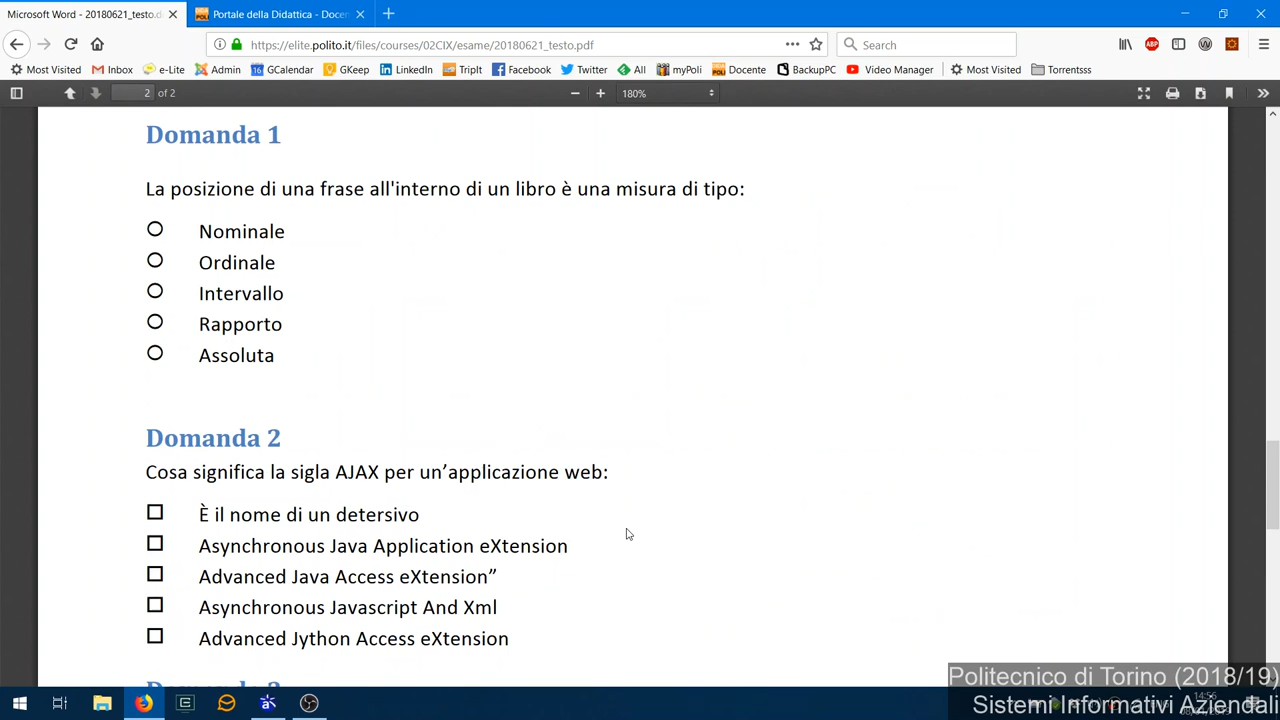 Microsoft Word - 20180621_testo.d
Portale della Didattica - Docen
https://elite.polito.it/files/courses/02CIX/esame/20180621_testo.pdf
Search
Most Visited
Inbox
e-Lite
Admin
GCalendar
GKeep
LinkedIn
TripIt
Facebook
Twitter
All
myPoli
Docente
BackupPC
Video Manager
Most Visited
Torrentsss
2 of 2
180%
Domanda 1
La posizione di una frase all'interno di un libro è una misura di tipo:
Nominale
Ordinale
Intervallo
Rapporto
Assoluta
Domanda 2
Cosa significa la sigla AJAX per un’applicazione web:
È il nome di un detersivo
Asynchronous Java Application eXtension
Advanced Java Access eXtension”
Asynchronous Javascript And Xml
Advanced Jython Access eXtension
Politecnico di Torino (2018/19)
Sistemi Informativi Aziendali
14:56